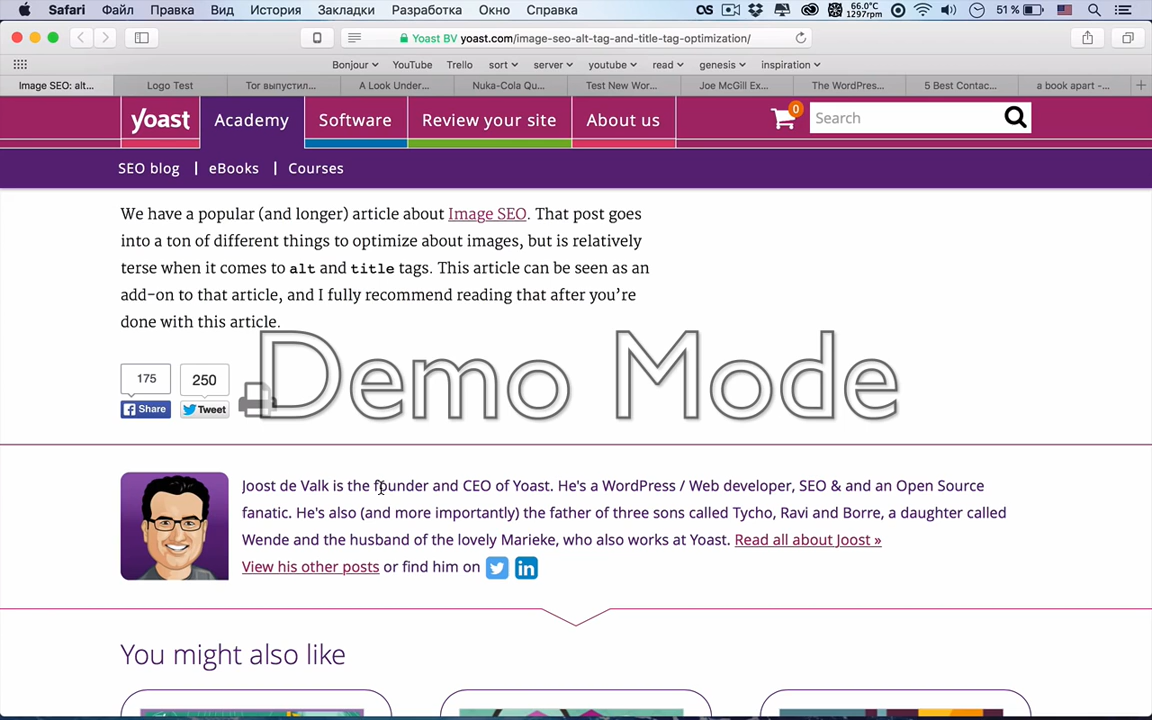 Safari Файл Правка Вид История Закладки Разработка Окно Справка 66.0°C 1297rpm 51 %
Yoast BV yoast.com/image-seo-alt-tag-and-title-tag-optimization/
Bonjour YouTube Trello sort server youtube read genesis inspiration
Image SEO: alt... Logo Test Тог выпустил... A Look Under... Nuka-Cola Qu... Test New Wor... Joe McGill Ex... The WordPress... 5 Best Contac... a book apart -...
yoast Academy Software Review your site About us 0 Search
SEO blog | eBooks | Courses
We have a popular (and longer) article about Image SEO. That post goes
into a ton of different things to optimize about images, but is relatively
terse when it comes to alt and title tags. This article can be seen as an
add-on to that article, and I fully recommend reading that after you're
done with this article.
Demo Mode
175 250
Share Tweet
Joost de Valk is the founder and CEO of Yoast. He's a WordPress / Web developer, SEO & and an Open Source
fanatic. He's also (and more importantly) the father of three sons called Tycho, Ravi and Borre, a daughter called
Wende and the husband of the lovely Marieke, who also works at Yoast. Read all about Joost »
View his other posts or find him on
You might also like